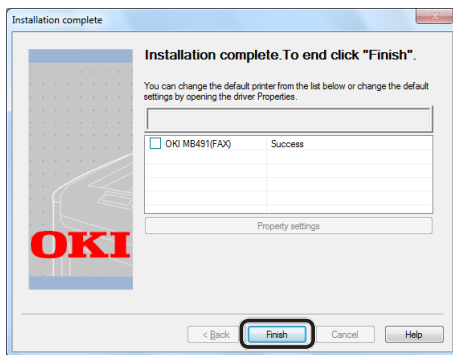 Installation complete
Installation complete.To end click "Finish".
You can change the default printer from the list below or change the default
settings by opening the driver Properties.
OKI MB491(FAX) Success
Property settings
OKI
< Back Finish Cancel Help